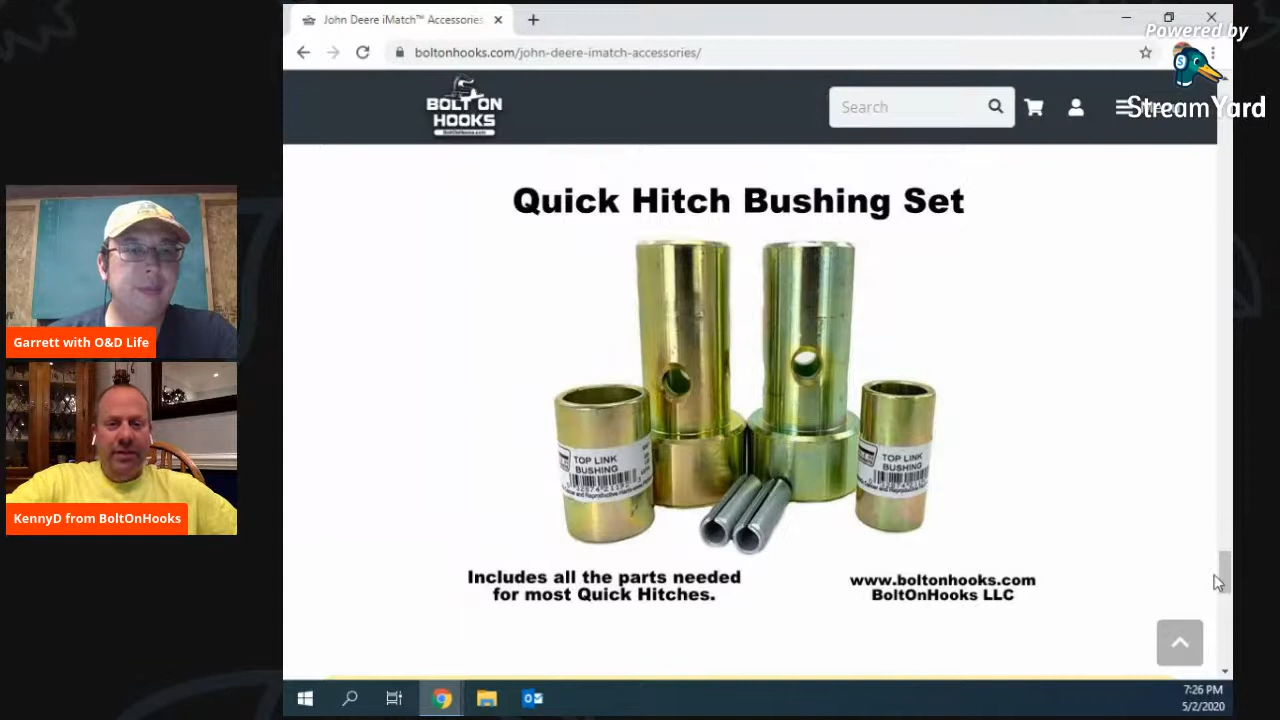 John Deere iMatch™ Accessories
boltonhooks.com/john-deere-imatch-accessories/
Powered by
StreamYard
BOLT ON
HOOKS
BoltOnHooks.com
Search
Quick Hitch Bushing Set
TOP LINK
BUSHING
TOP LINK
BUSHING
Includes all the parts needed
for most Quick Hitches.
www.boltonhooks.com
BoltOnHooks LLC
Garrett with O&D Life
KennyD from BoltOnHooks
7:26 PM
5/2/2020